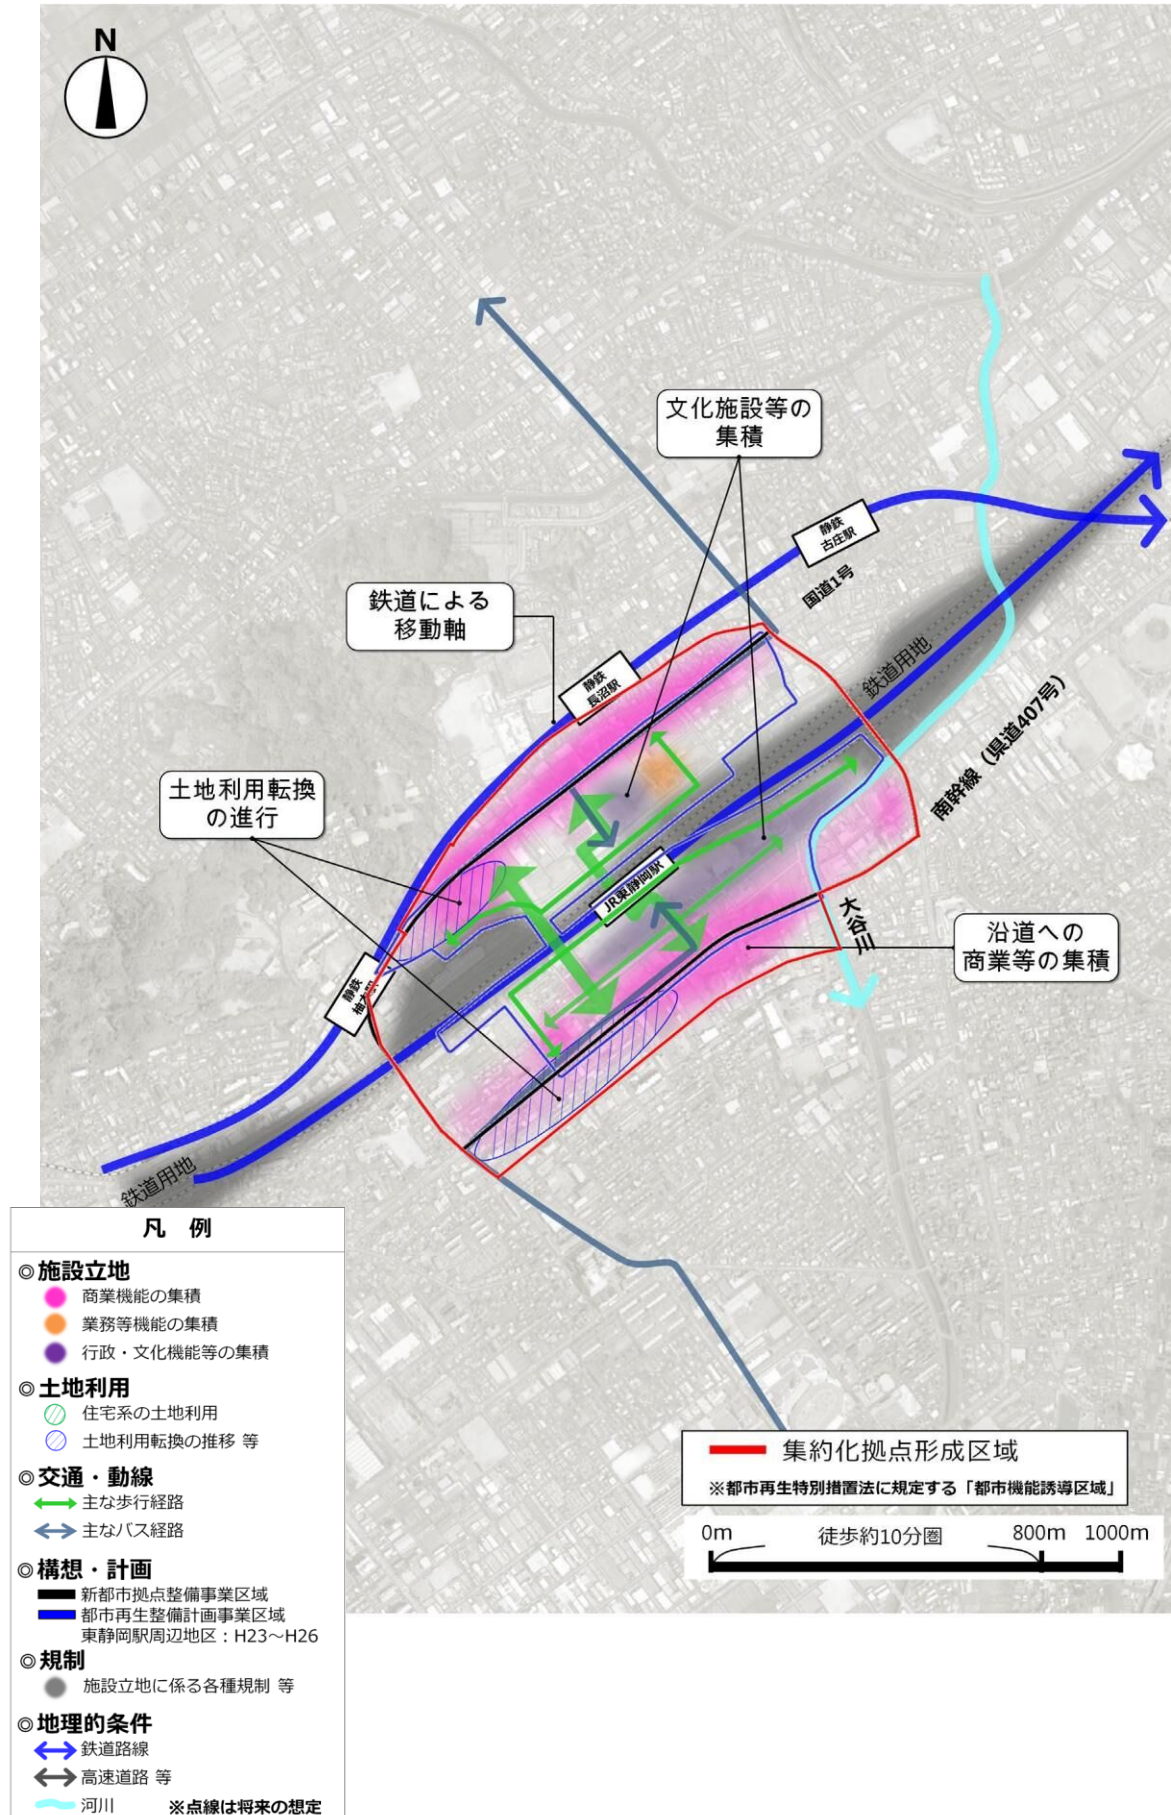 N
文化施設等の
集積
静鉄
古庄駅
国道1号
鉄道による
移動軸
静鉄
長沼駅
鉄道用地
南幹線（県道407号）
土地利用転換
の進行
JR東静岡駅
大谷川
沿道への
商業等の集積
静鉄
鉄道用地
凡 例
◎施設立地
商業機能の集積
業務等機能の集積
行政・文化機能等の集積
◎土地利用
住宅系の土地利用
土地利用転換の推移 等
◎交通・動線
主な歩行経路
主なバス経路
◎構想・計画
新都市拠点整備事業区域
都市再生整備計画事業区域
東静岡駅周辺地区：H23～H26
◎規制
施設立地に係る各種規制 等
◎地理的条件
鉄道路線
高速道路 等
河川 ※点線は将来の想定
集約化拠点形成区域
※都市再生特別措置法に規定する「都市機能誘導区域」
0m 徒歩約10分圏 800m 1000m